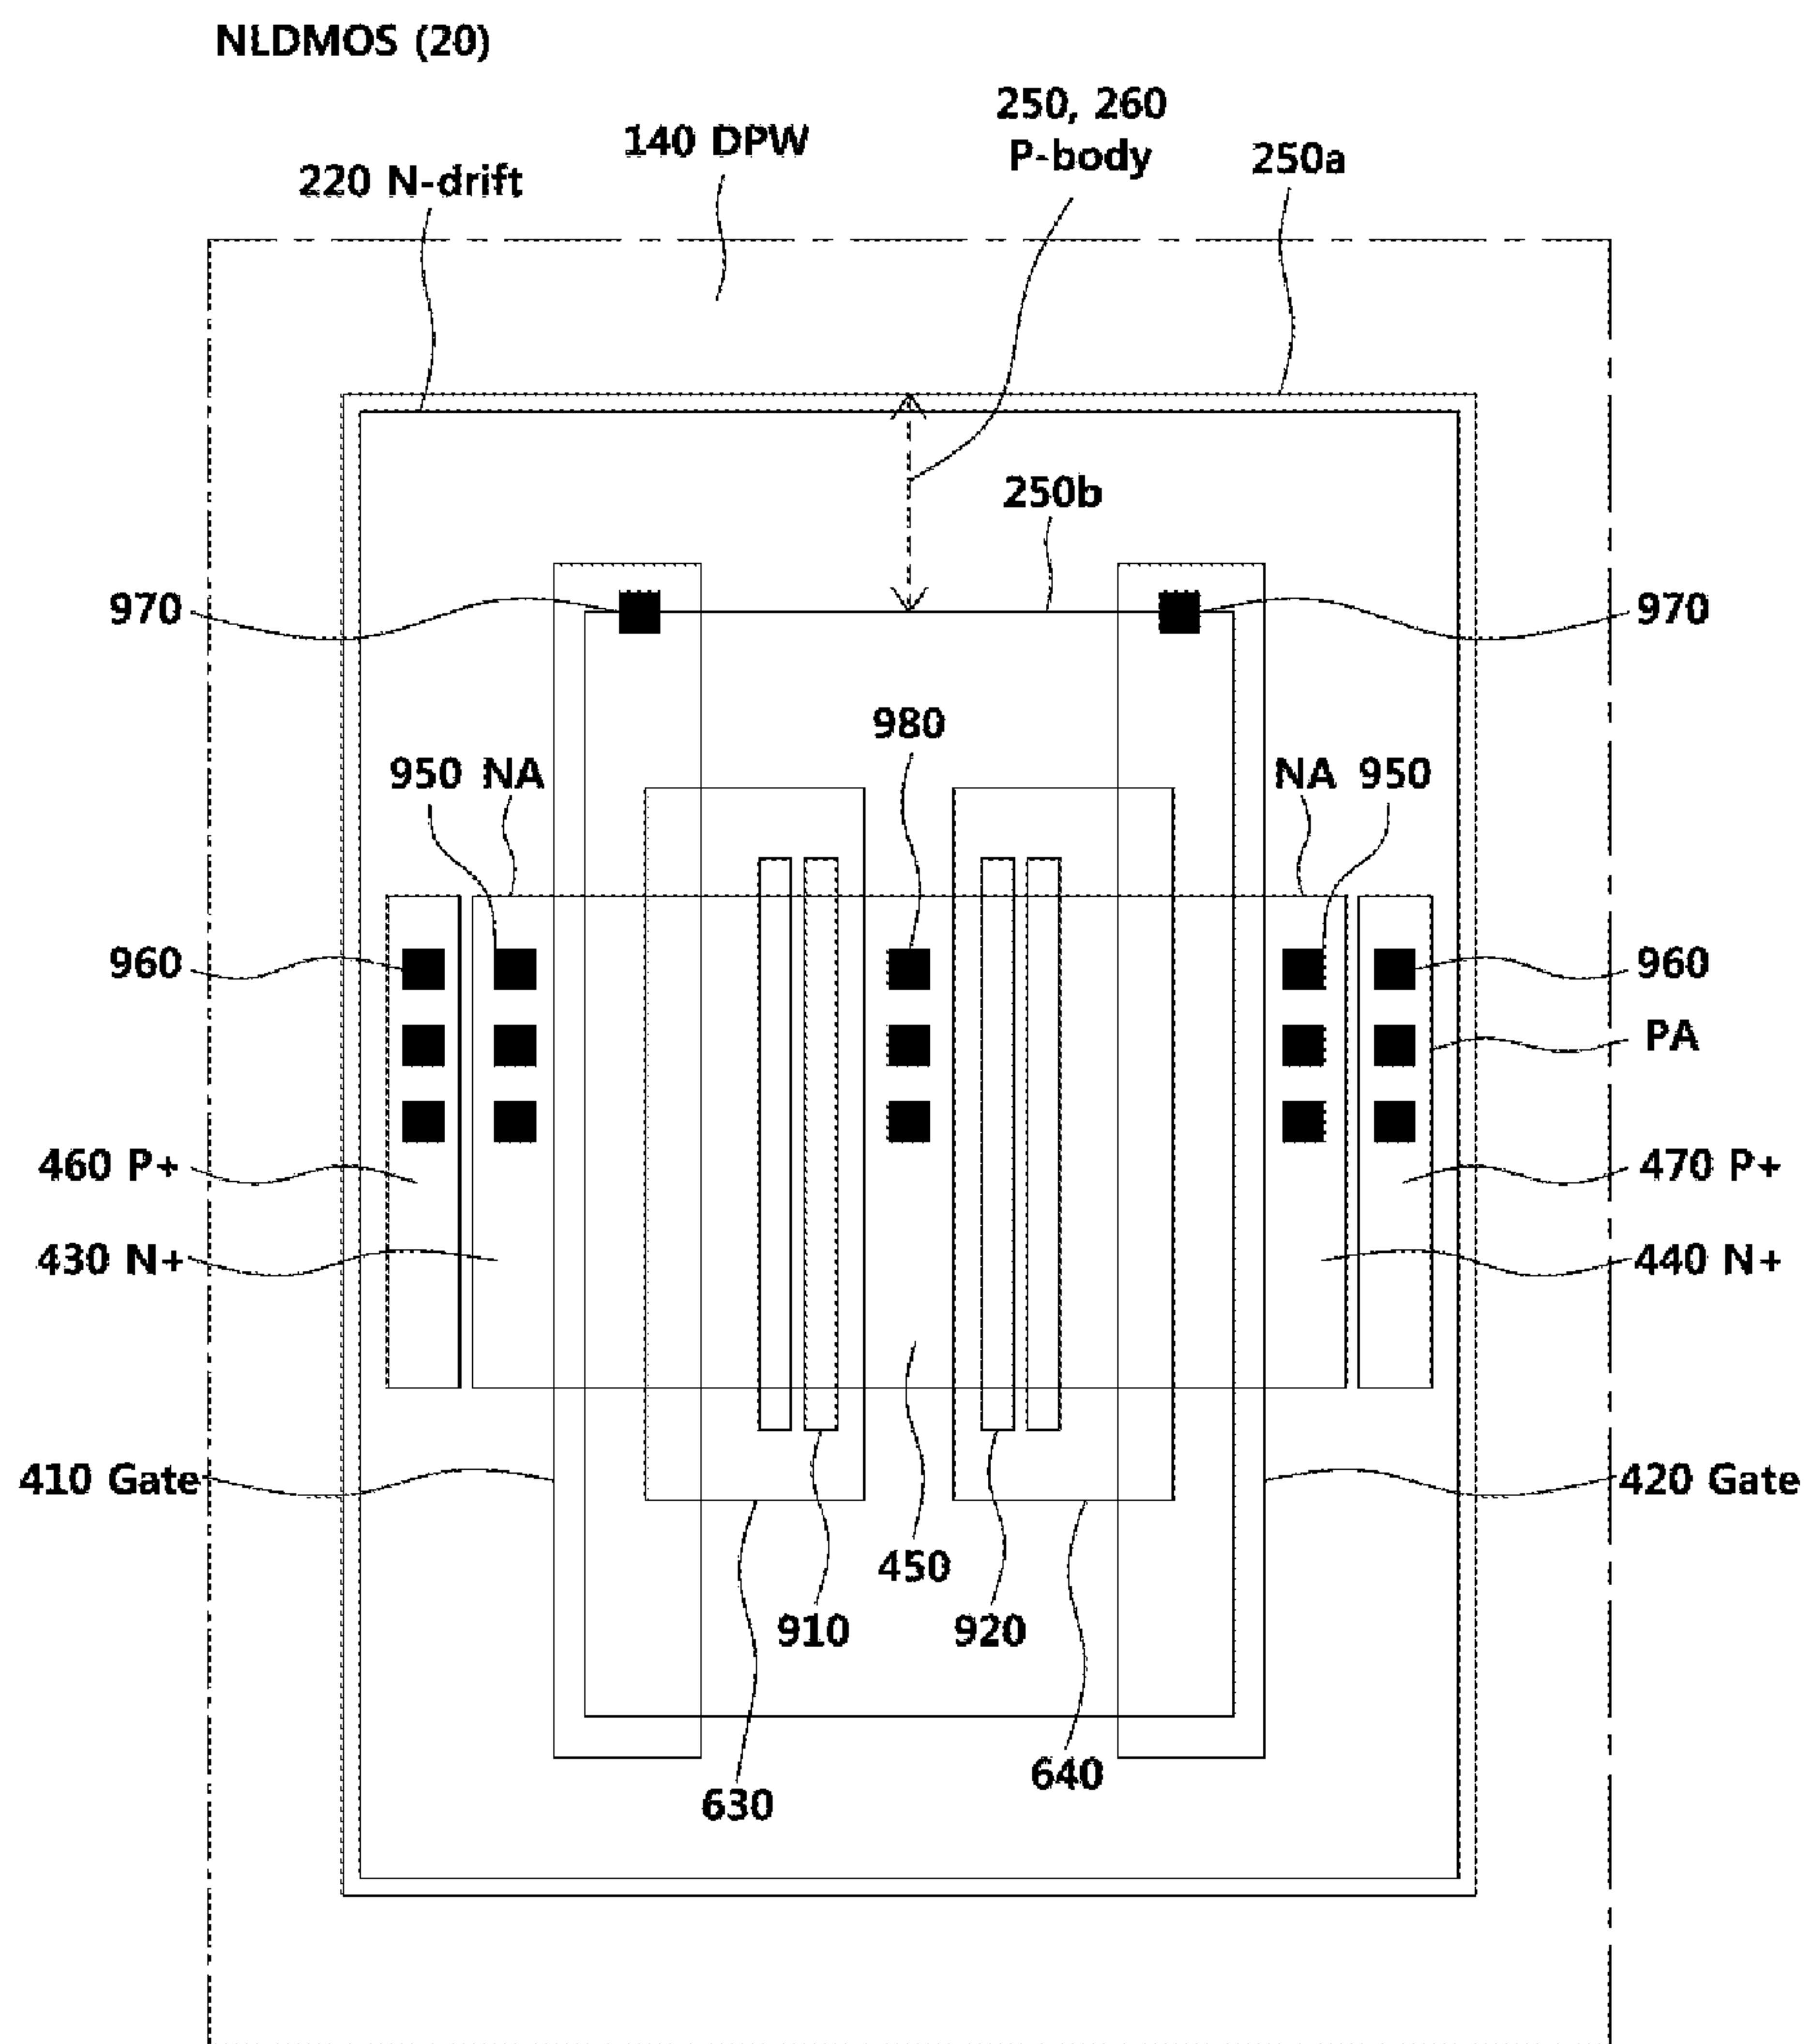 NLDMOS (20)
250, 260
P-body
140 DPW
250a
220 N-drift
250b
970
970
980
950 NA
NA 950
960
960
PA
460 P+
470 P+
430 N+
440 N+
410 Gate
420 Gate
450
910
920
640
630